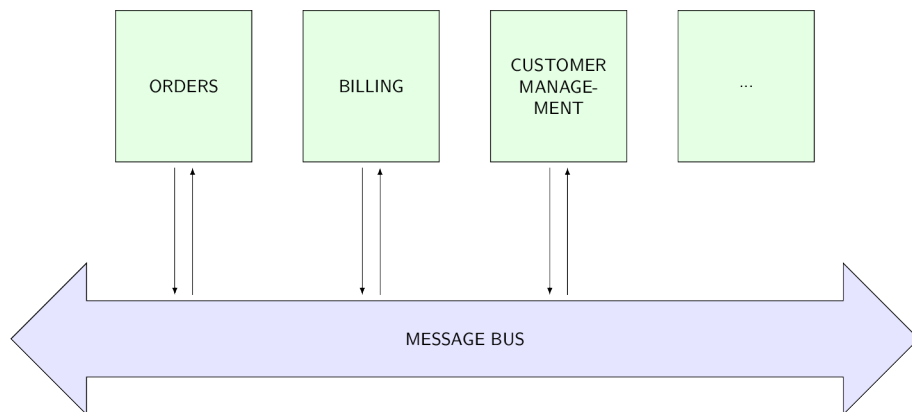 ORDERS
BILLING
CUSTOMER
MANAGE-
MENT
...
MESSAGE BUS